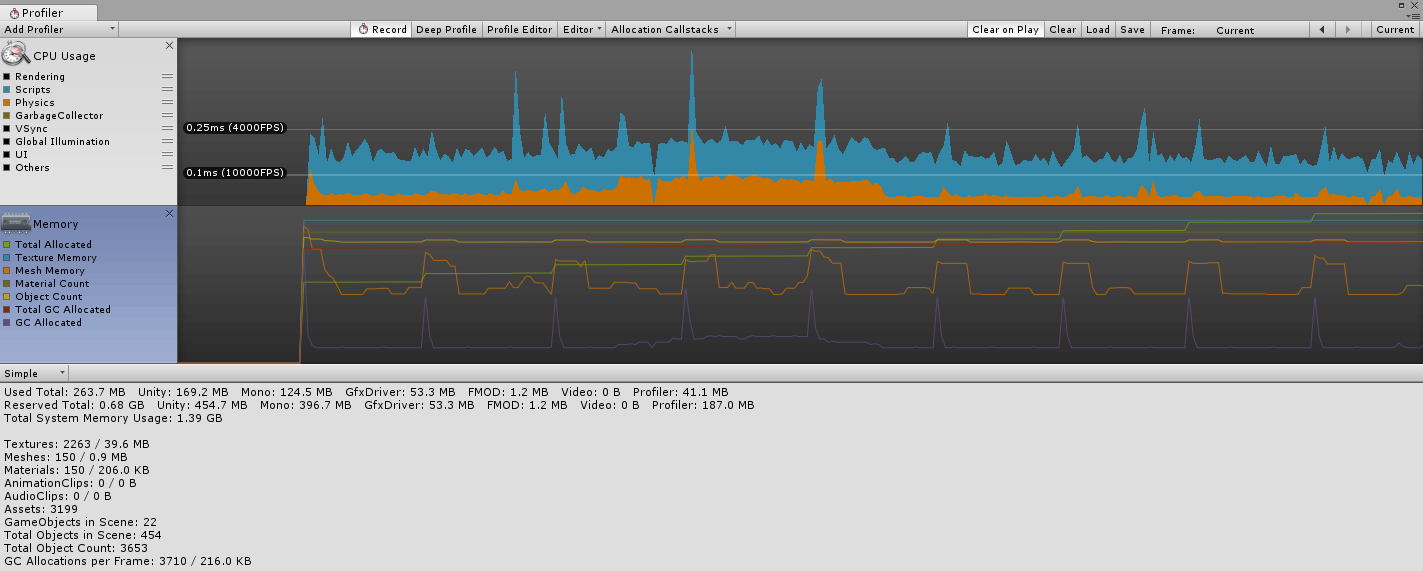 Profiler
Add Profiler Record Deep Profile Profile Editor Editor Allocation Callstacks Clear on Play Clear Load Save Frame: Current Current
CPU Usage
Rendering
Scripts
Physics
GarbageCollector
VSync
Global Illumination
UI
Others
0.25ms (4000FPS)
0.1ms (10000FPS)
Memory
Total Allocated
Texture Memory
Mesh Memory
Material Count
Object Count
Total GC Allocated
GC Allocated
Simple
Used Total: 263.7 MB Unity: 169.2 MB Mono: 124.5 MB GfxDriver: 53.3 MB FMOD: 1.2 MB Video: 0 B Profiler: 41.1 MB
Reserved Total: 0.68 GB Unity: 454.7 MB Mono: 396.7 MB GfxDriver: 53.3 MB FMOD: 1.2 MB Video: 0 B Profiler: 187.0 MB
Total System Memory Usage: 1.39 GB
Textures: 2263 / 39.6 MB
Meshes: 150 / 0.9 MB
Materials: 150 / 206.0 KB
AnimationClips: 0 / 0 B
AudioClips: 0 / 0 B
Assets: 3199
GameObjects in Scene: 22
Total Objects in Scene: 454
Total Object Count: 3653
GC Allocations per Frame: 3710 / 216.0 KB